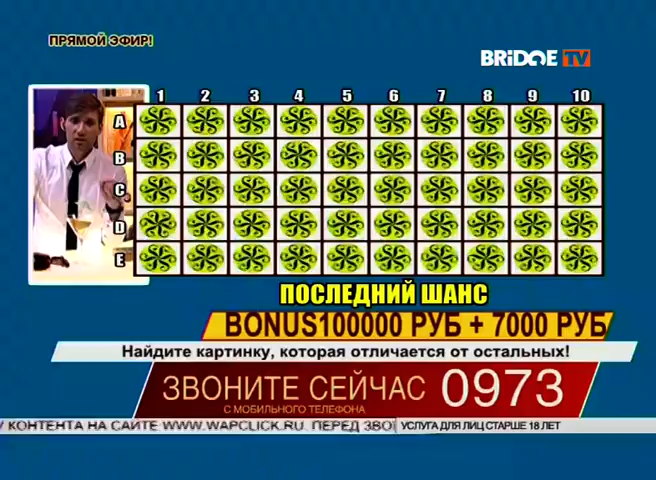 ПРЯМОЙ ЭФИР!
BRIDGE TV
1 2 3 4 5 6 7 8 9 10
A
B
C
D
E
ПОСЛЕДНИЙ ШАНС
BONUS100000 РУБ + 7000 РУБ
Найдите картинку, которая отличается от остальных!
ЗВОНИТЕ СЕЙЧАС 0973
С МОБИЛЬНОГО ТЕЛЕФОНА
У КОНТЕНТА НА САЙТЕ WWW.WAPCLICK.RU. ПЕРЕД ЗВО
УСЛУГА ДЛЯ ЛИЦ СТАРШЕ 18 ЛЕТ